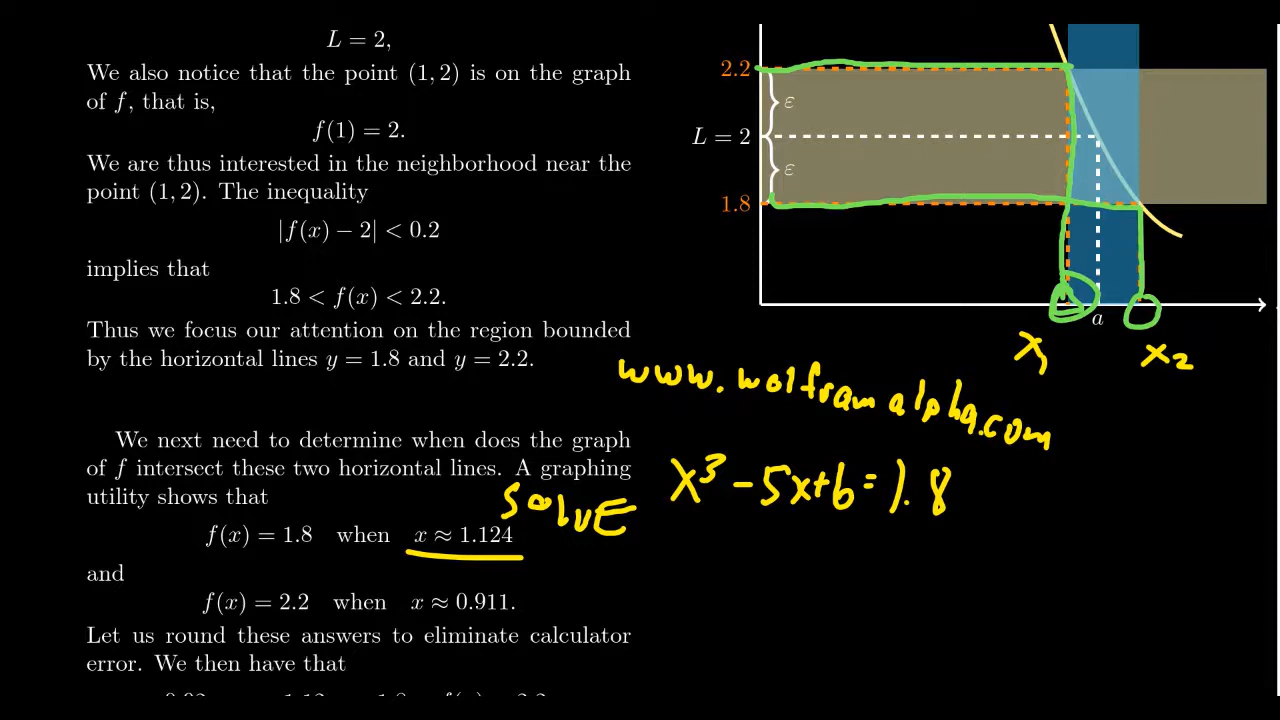 L = 2,
We also notice that the point (1, 2) is on the graph
of f, that is,
f(1) = 2.
We are thus interested in the neighborhood near the
point (1, 2). The inequality
|f(x) − 2| < 0.2
implies that
1.8 < f(x) < 2.2.
Thus we focus our attention on the region bounded
by the horizontal lines y = 1.8 and y = 2.2.
We next need to determine when does the graph
of f intersect these two horizontal lines. A graphing
utility shows that
f(x) = 1.8 when x ≈ 1.124
and
f(x) = 2.2 when x ≈ 0.911.
Let us round these answers to eliminate calculator
error. We then have that
2.2
ε
L = 2
ε
1.8
a
x₁ x₂
www.wolframalpha.com
SOLVE x³ − 5x + 6 = 1.8